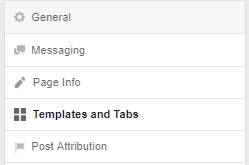 General
Messaging
Page Info
Templates and Tabs
Post Attribution